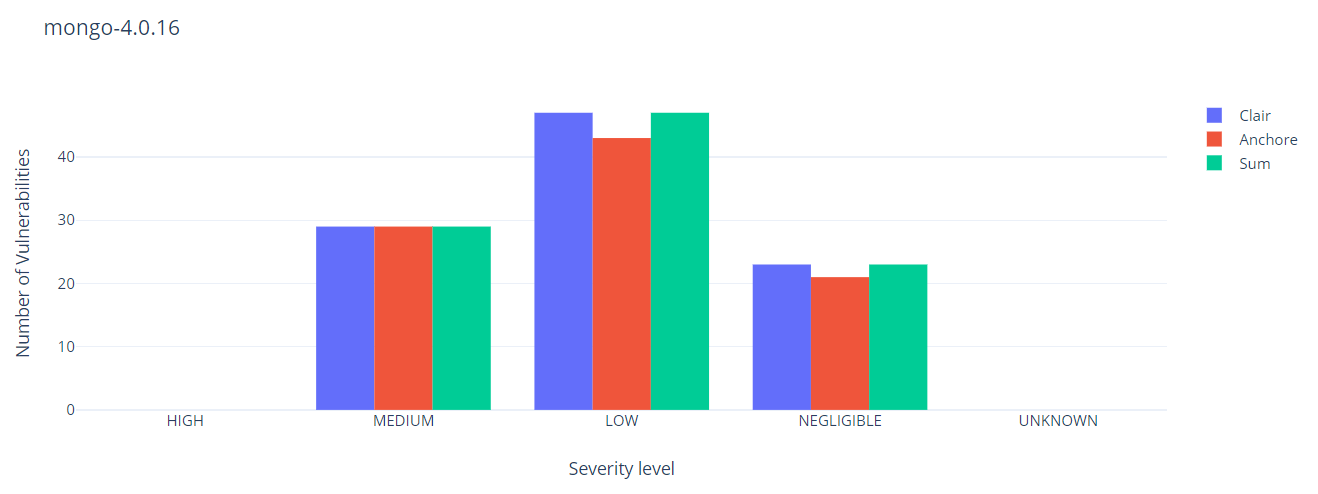 mongo-4.0.16
Clair
Anchore
Sum
Number of Vulnerabilities
40
30
20
10
0
HIGH MEDIUM LOW NEGLIGIBLE UNKNOWN
Severity level